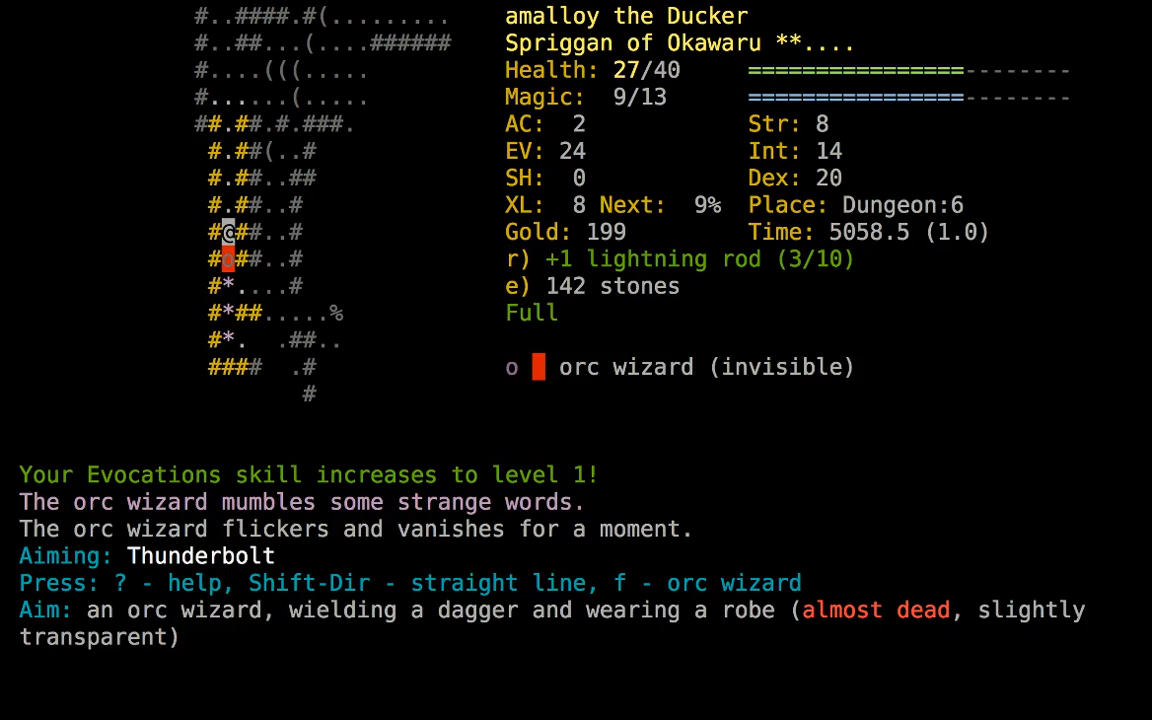 #..####.#(......... amalloy the Ducker
#..##...(....###### Spriggan of Okawaru **....
#....(((..... Health: 27/40 ================--------
#......(..... Magic: 9/13 ================--------
##.##.#.###. AC: 2 Str: 8
#.##(..# EV: 24 Int: 14
#.##..## SH: 0 Dex: 20
#.##..# XL: 8 Next: 9% Place: Dungeon:6
#@##..# Gold: 199 Time: 5058.5 (1.0)
#o##..# r) +1 lightning rod (3/10)
#*....# e) 142 stones
#*##.....% Full
#*. .##..
#### .# o orc wizard (invisible)
#
Your Evocations skill increases to level 1!
The orc wizard mumbles some strange words.
The orc wizard flickers and vanishes for a moment.
Aiming: Thunderbolt
Press: ? - help, Shift-Dir - straight line, f - orc wizard
Aim: an orc wizard, wielding a dagger and wearing a robe (almost dead, slightly
transparent)